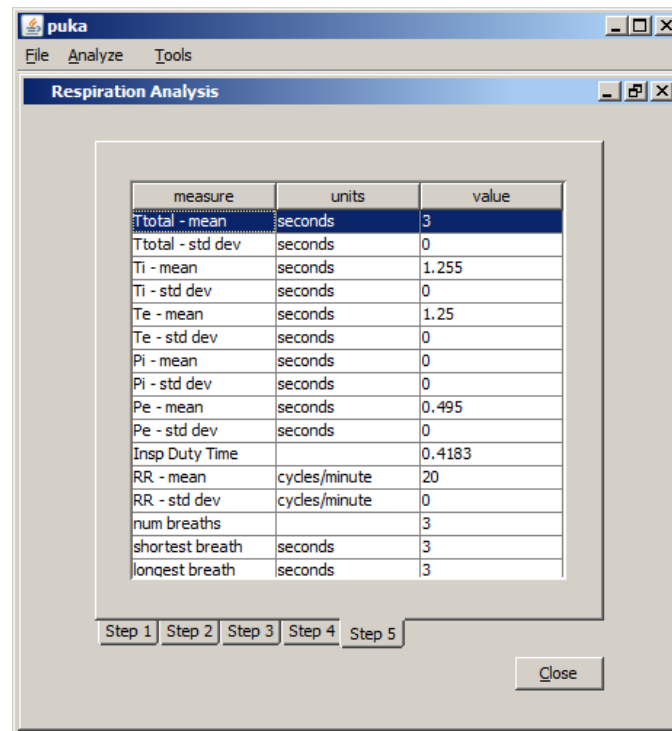 puka
File Analyze Tools
Respiration Analysis
measure units value
Ttotal - mean seconds 3
Ttotal - std dev seconds 0
Ti - mean seconds 1.255
Ti - std dev seconds 0
Te - mean seconds 1.25
Te - std dev seconds 0
Pi - mean seconds 0
Pi - std dev seconds 0
Pe - mean seconds 0.495
Pe - std dev seconds 0
Insp Duty Time 0.4183
RR - mean cycles/minute 20
RR - std dev cycles/minute 0
num breaths 3
shortest breath seconds 3
longest breath seconds 3
Step 1 Step 2 Step 3 Step 4 Step 5
Close